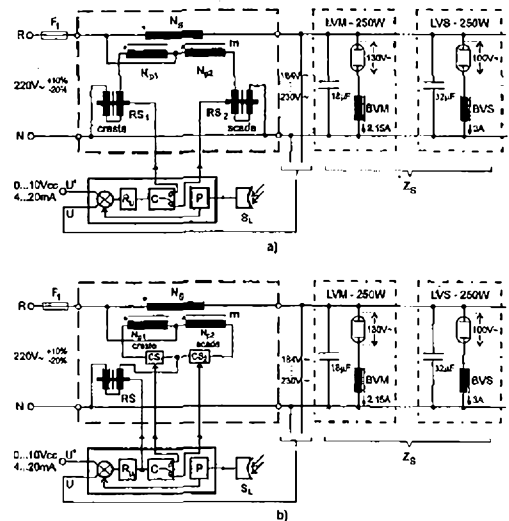 R F₁ Nₛ m
Nₚ₁ Nₚ₂
220V~ +10% -20%
RS₁ RS₂
creste scade
N
LVM - 250W LVS - 250W
130V~ 100V~
184V~
230V~
18µF BVM 32µF BVS
2,15A 3A
Zₛ
0...10Vcc U*
4...20mA
U
Rᵤ C P Sₗ
a)
R F₁ Nₛ m
Nₚ₁ Nₚ₂
creste scade
CS₁ CS₂
220V~ +10% -20%
RS
N
LVM - 250W LVS - 250W
130V~ 100V~
184V~
230V~
18µF BVM 32µF BVS
2,15A 3A
Zₛ
0...10Vcc U*
4...20mA
U
Rᵤ C P Sₗ
b)